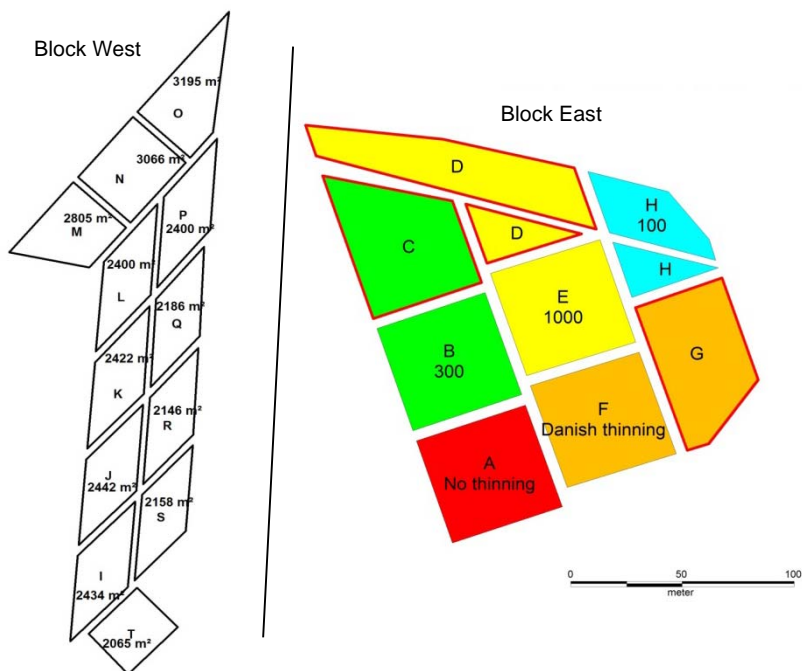 Block West
3195 m²
O
3066 m²
N
2805 m²
M
P
2400 m²
2400 m²
L
2186 m²
Q
2422 m²
K
2146 m²
R
J
2442 m²
2158 m²
S
I
2434 m²
T
2065 m²
Block East
D
D
H
100
C
H
E
1000
B
300
G
F
Danish thinning
A
No thinning
0 50 100
meter